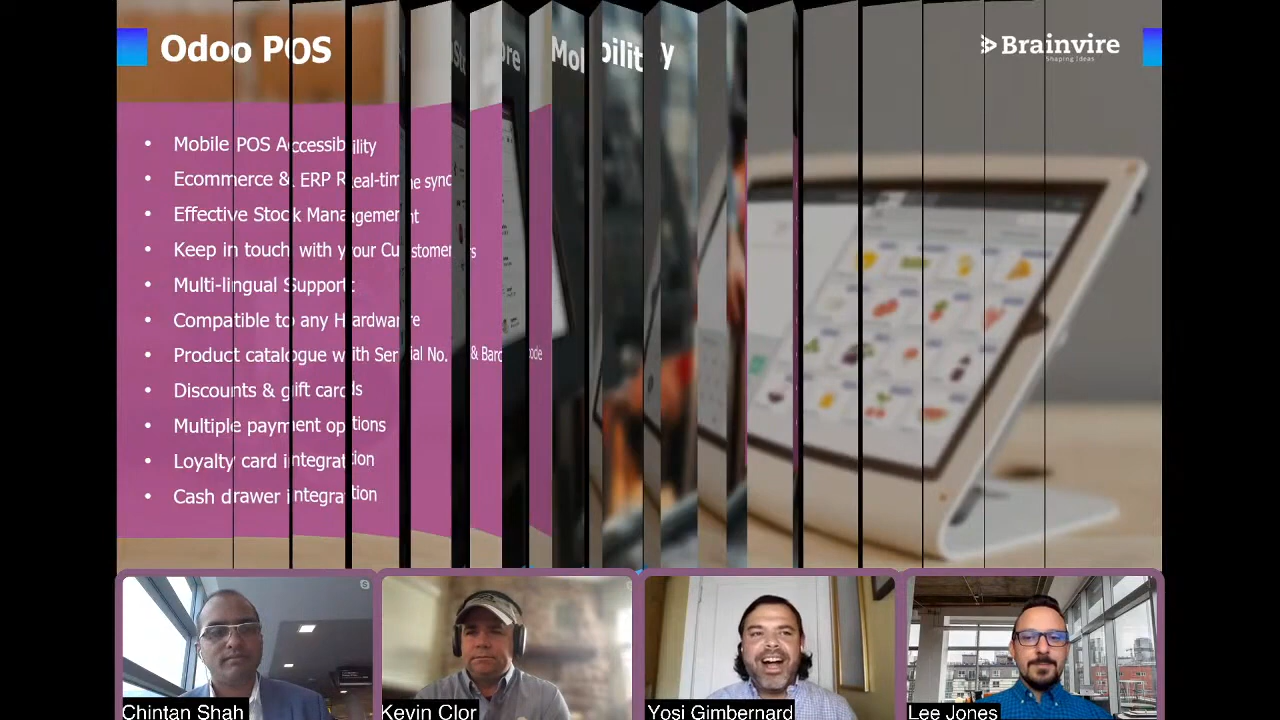 Odoo POS
Store Mobility
Brainvire
Shaping Ideas
• Mobile POS Accessibility
• Ecommerce & ERP Real-time sync
• Effective Stock Management
• Keep in touch with your Customers
• Multi-lingual Support
• Compatible to any Hardware
• Product catalogue with Serial No. & Barcode
• Discounts & gift cards
• Multiple payment options
• Loyalty card integration
• Cash drawer integration
Chintan Shah
Kevin Clor
Yosi Gimbernard
Lee Jones